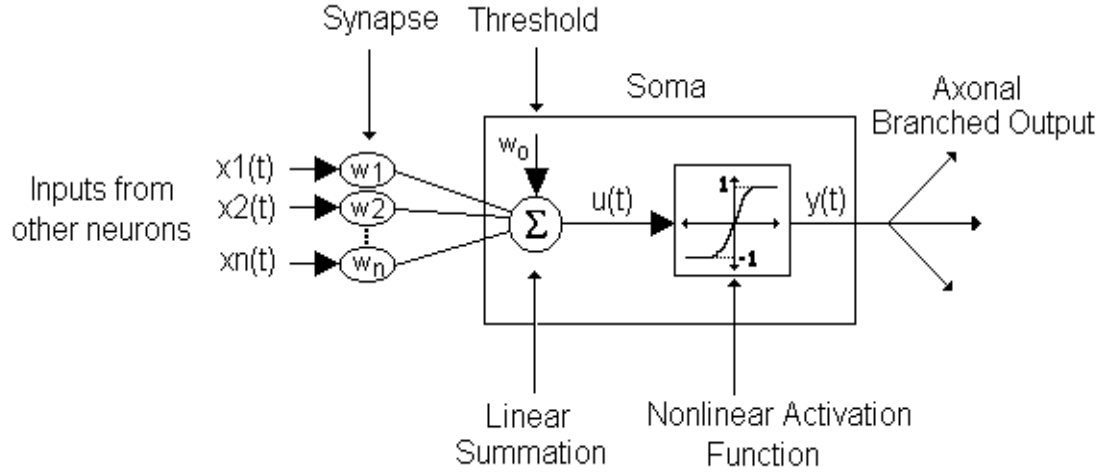 Synapse
Threshold
Soma
Axonal
Branched Output
Inputs from
other neurons
x1(t)
w1
x2(t)
w2
xn(t)
wn
wo
Σ
u(t)
1
-1
y(t)
Linear
Summation
Nonlinear Activation
Function